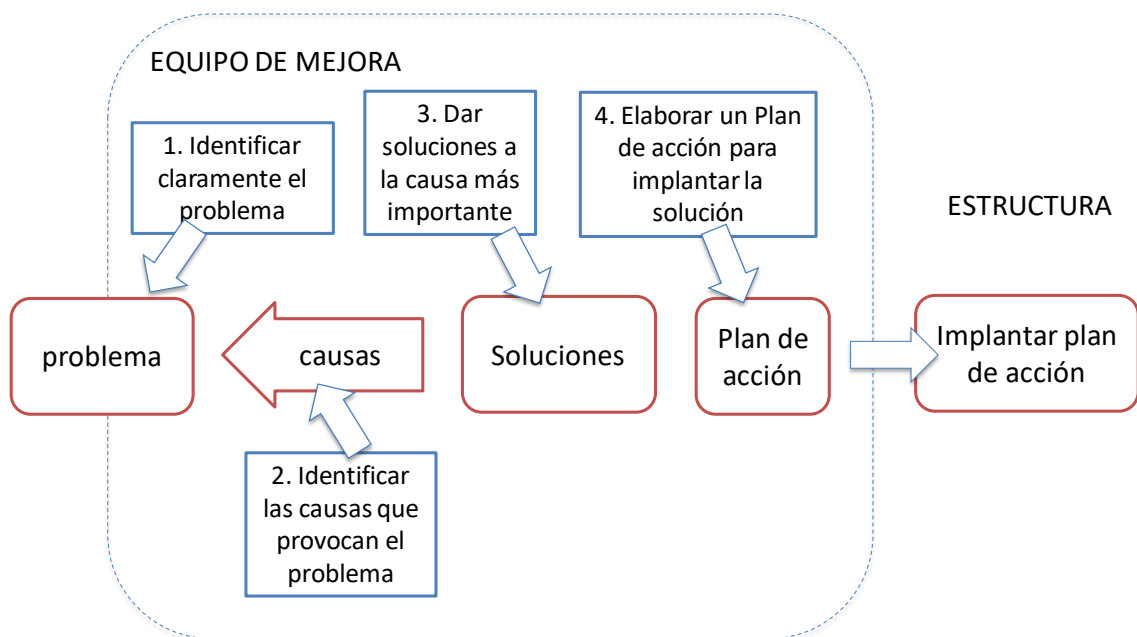 EQUIPO DE MEJORA
1. Identificar
claramente el
problema
3. Dar
soluciones a
la causa más
importante
4. Elaborar un Plan
de acción para
implantar la
solución
ESTRUCTURA
problema
causas
Soluciones
Plan de
acción
Implantar plan
de acción
2. Identificar
las causas que
provocan el
problema